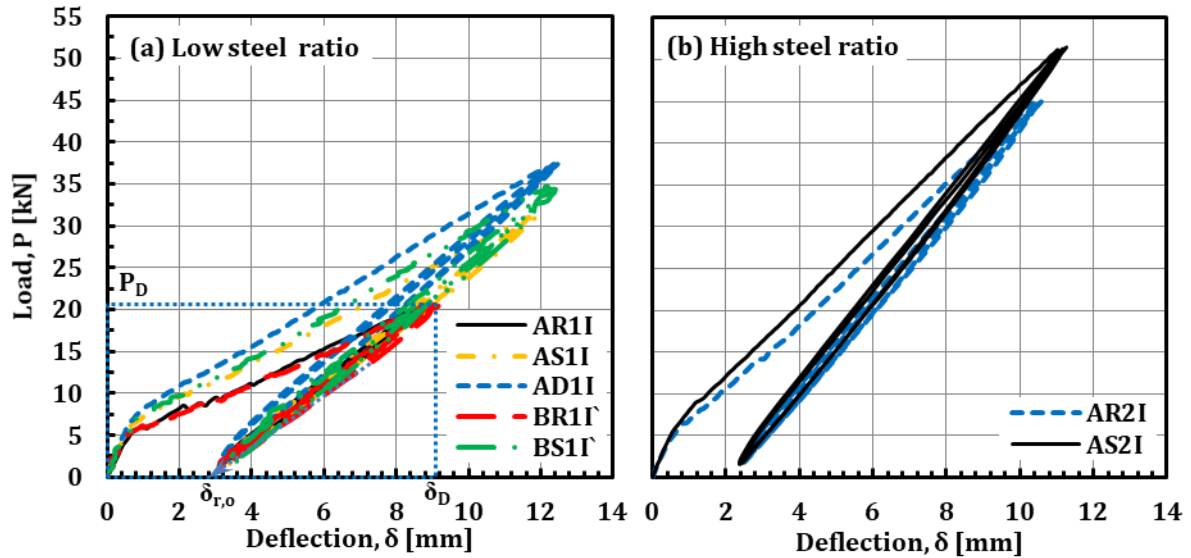 (a) Low steel ratio
Load, P [kN]
55
50
45
40
35
30
25
20
15
10
5
0
P_D
AR1I
AS1I
AD1I
BR1I`
BS1I`
0 2 4 6 8 10 12 14
δr,o
δD
Deflection, δ [mm]
(b) High steel ratio
AR2I
AS2I
0 2 4 6 8 10 12 14
Deflection, δ [mm]